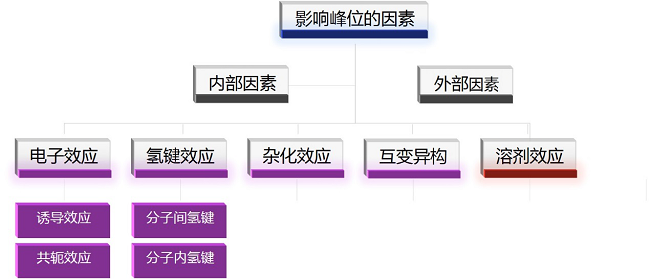 影响峰位的因素
内部因素
外部因素
电子效应
氢键效应
杂化效应
互变异构
溶剂效应
诱导效应
分子间氢键
共轭效应
分子内氢键